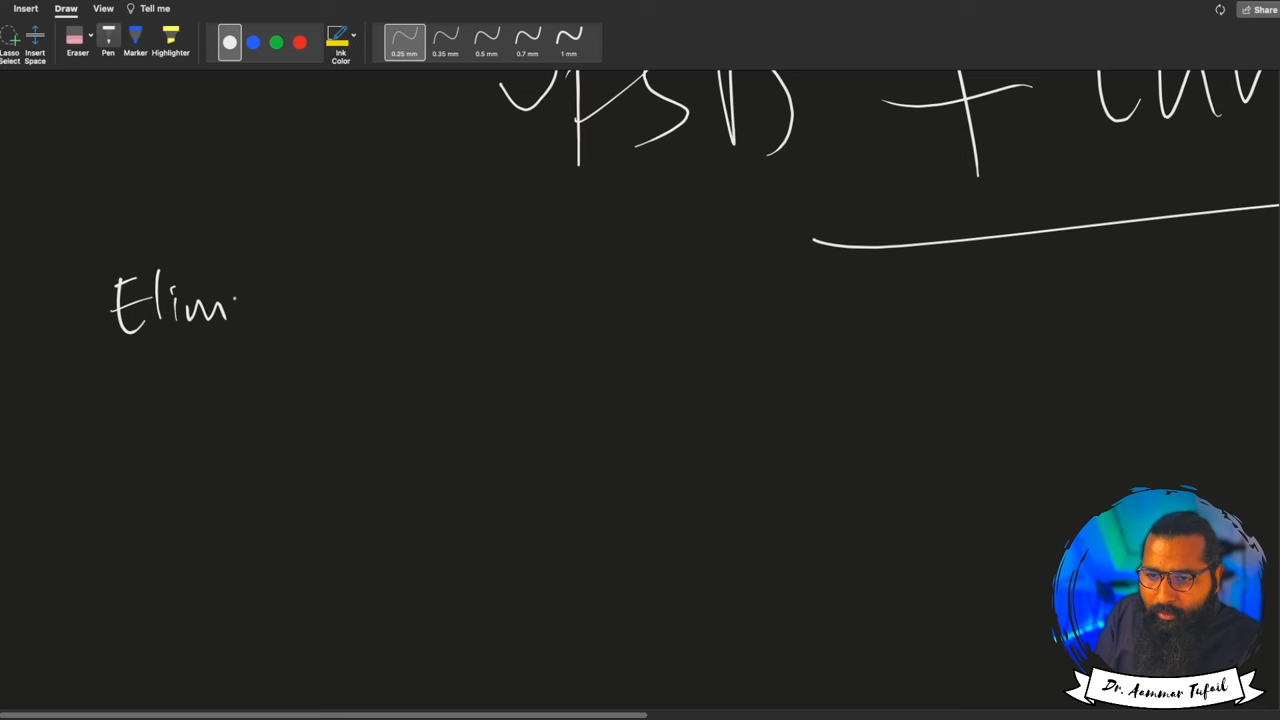 Insert Draw View Tell me
Share
Lasso Select
Insert Space
Eraser
Pen
Marker
Highlighter
Ink Color
0.25 mm
0.35 mm
0.5 mm
0.7 mm
1 mm
Elim
Dr. Aammar Tufail